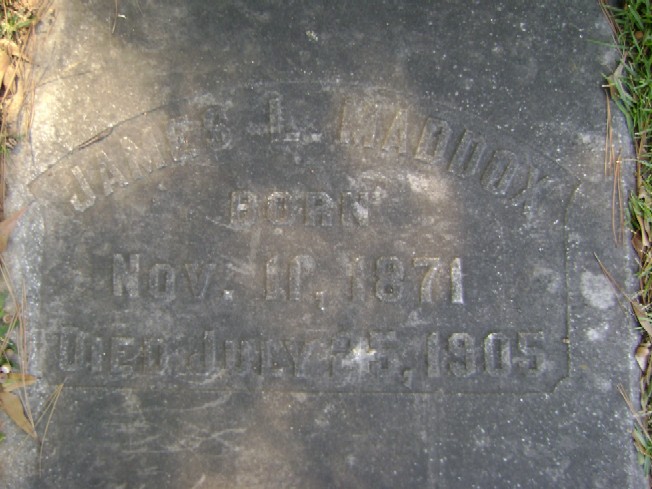 JAMES L. MADDOX
BORN
NOV. 11, 1871
DIED JULY 25, 1905